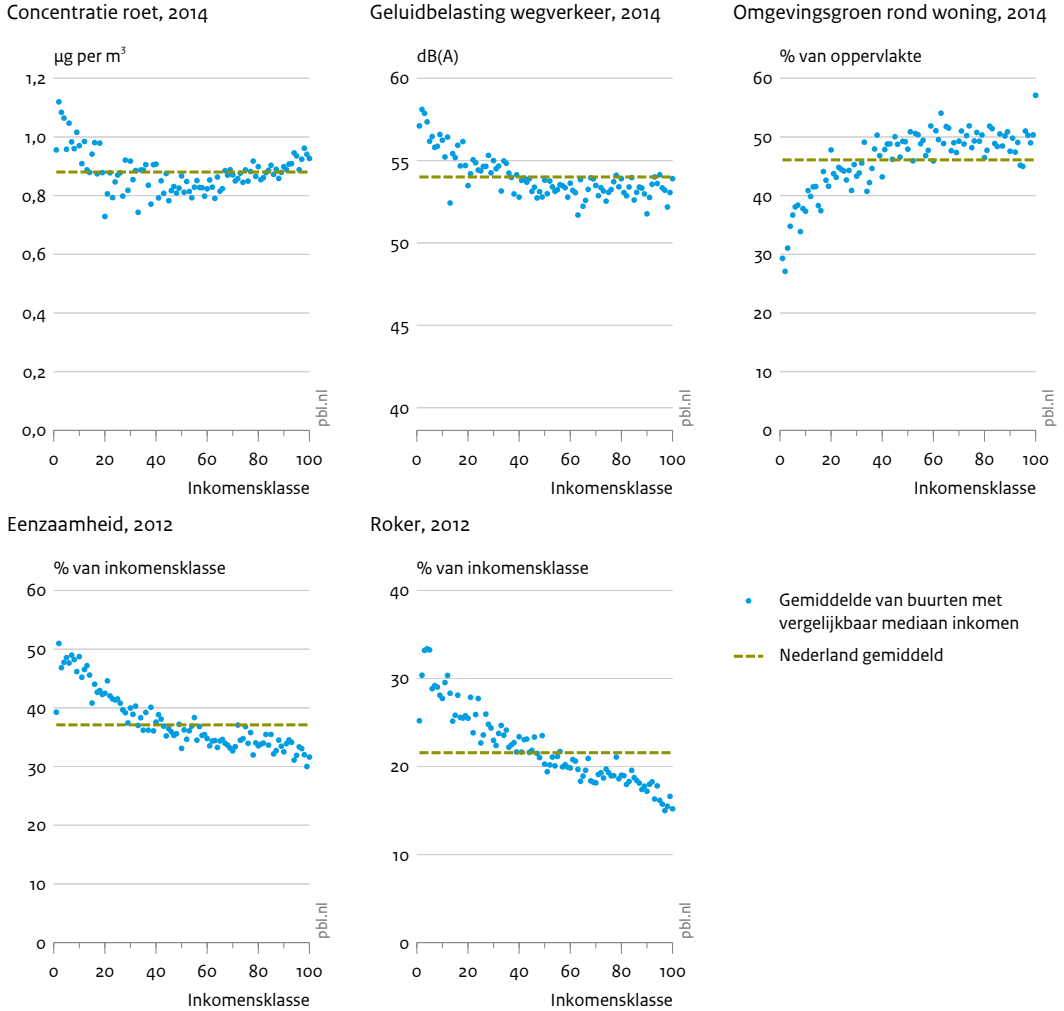 Concentratie roet, 2014
µg per m³
1,2
1,0
0,8
0,6
0,4
0,2
0,0
0 20 40 60 80 100
Inkomensklasse
pbl.nl
Geluidbelasting wegverkeer, 2014
dB(A)
60
55
50
45
40
0 20 40 60 80 100
Inkomensklasse
pbl.nl
Omgevingsgroen rond woning, 2014
% van oppervlakte
60
50
40
30
20
10
0
0 20 40 60 80 100
Inkomensklasse
pbl.nl
Eenzaamheid, 2012
% van inkomensklasse
60
50
40
30
20
10
0
0 20 40 60 80 100
Inkomensklasse
pbl.nl
Roker, 2012
% van inkomensklasse
40
30
20
10
0
0 20 40 60 80 100
Inkomensklasse
pbl.nl
Gemiddelde van buurten met
vergelijkbaar mediaan inkomen
Nederland gemiddeld